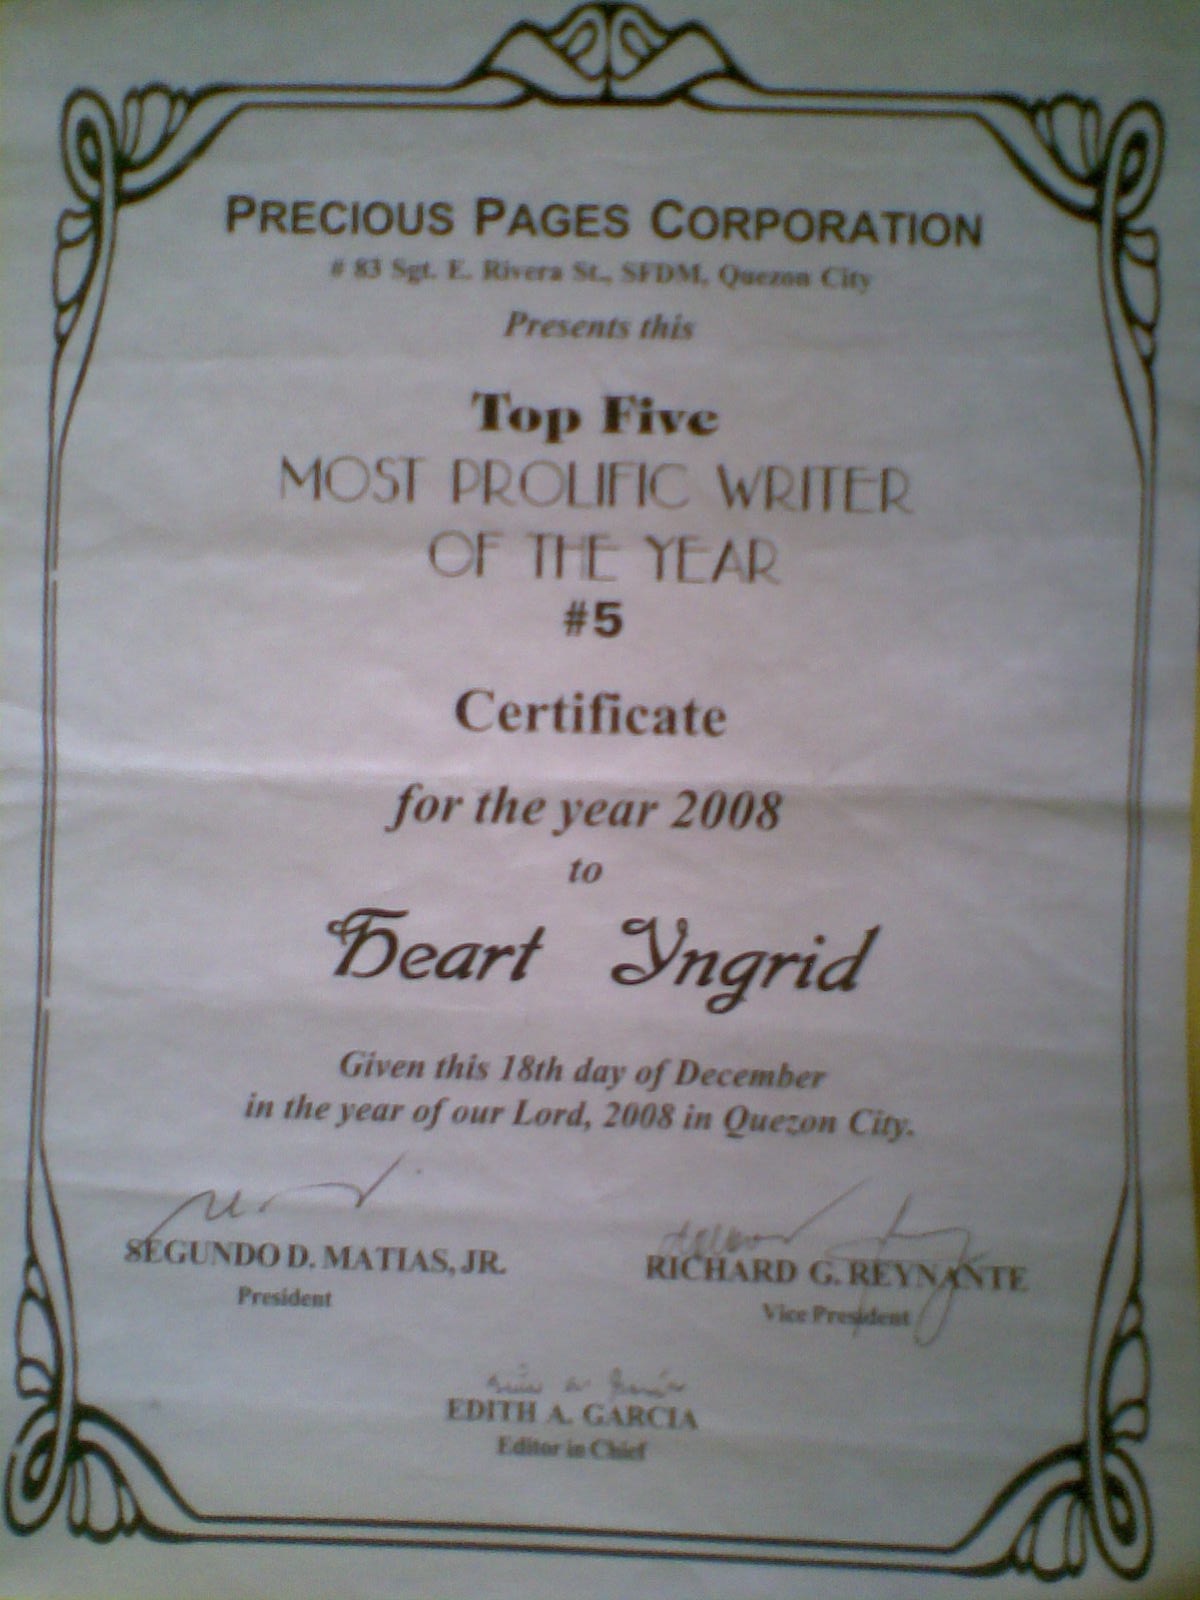 PRECIOUS PAGES CORPORATION
# 83 Sgt. E. Rivera St., SFDM, Quezon City
Presents this
Top Five
MOST PROLIFIC WRITER
OF THE YEAR
#5
Certificate
for the year 2008
to
Heart Yngrid
Given this 18th day of December
in the year of our Lord, 2008 in Quezon City.
SEGUNDO D. MATIAS, JR.
President
RICHARD G. REYNANTE
Vice President
EDITH A. GARCIA
Editor in Chief